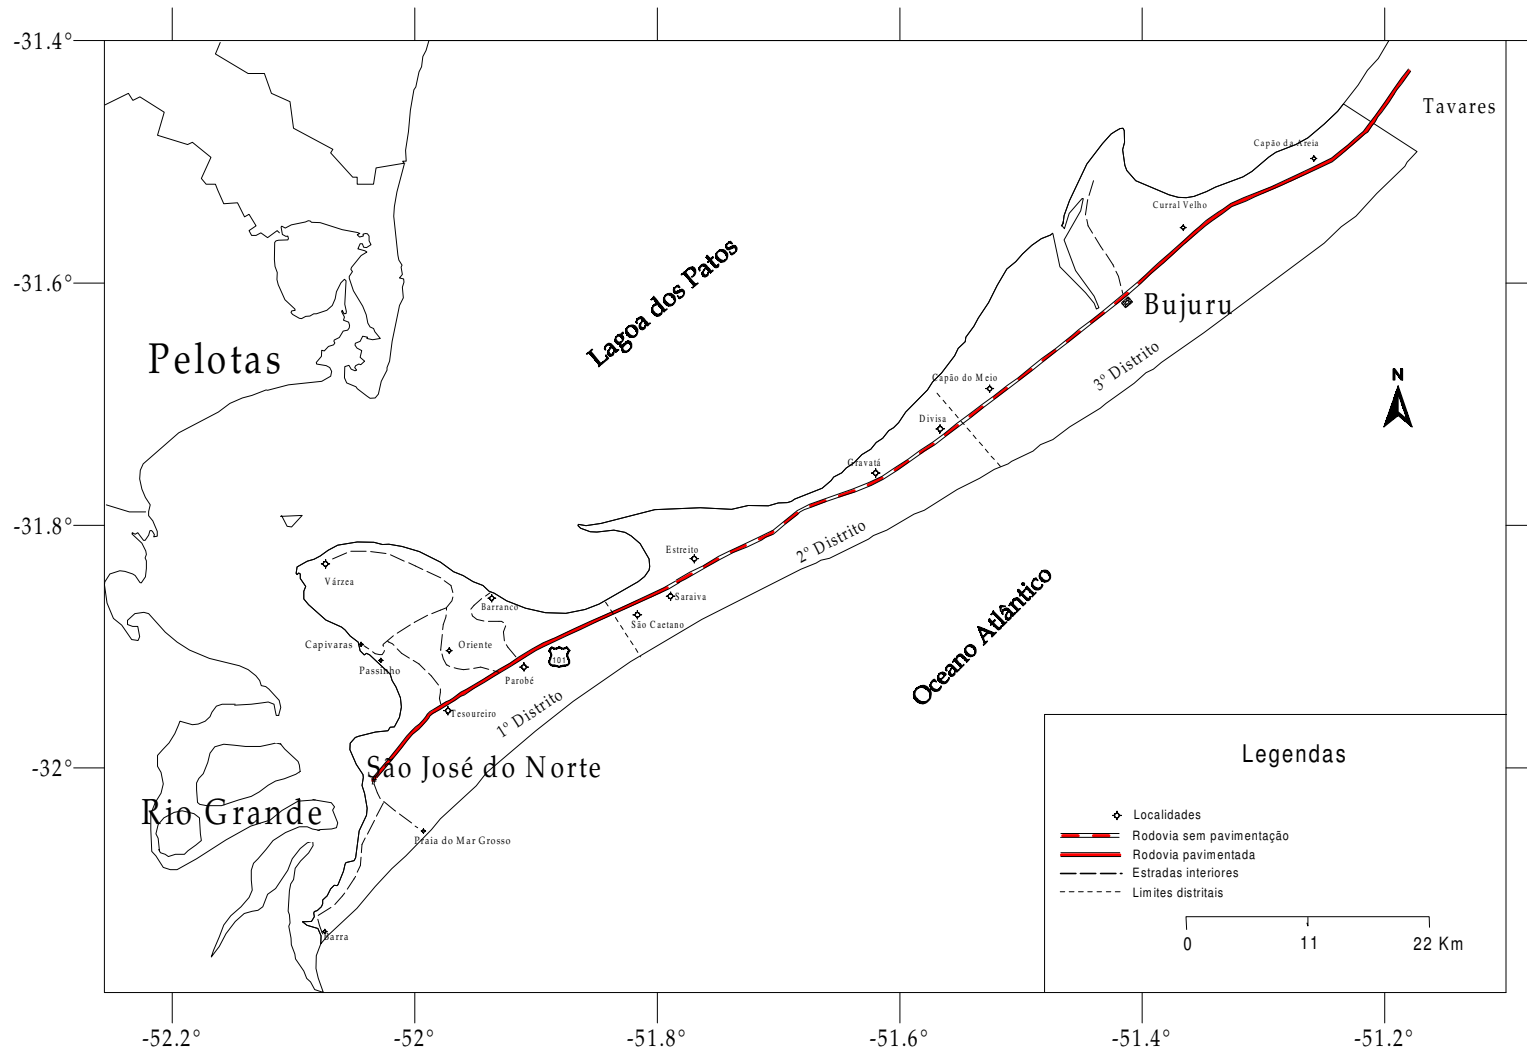 -31.4°
Tavares
Capão da Areia
Curral Velho
Lagoa dos Patos
-31.6°
Bujuru
Pelotas
3º Distrito
Capão do Meio
N
Divisa
Gravatá
-31.8°
2º Distrito
Estreito
Várzea
Saraiva
Barranco
São Caetano
Oceano Atlântico
Capivaras
Oriente
101
Passinho
Parobé
Tesoureiro
1º Distrito
-32°
São José do Norte
Rio Grande
Praia do Mar Grosso
Barra
Legendas
Localidades
Rodovia sem pavimentação
Rodovia pavimentada
Estradas interiores
Limites distritais
0 11 22 Km
-52.2° -52° -51.8° -51.6° -51.4° -51.2°